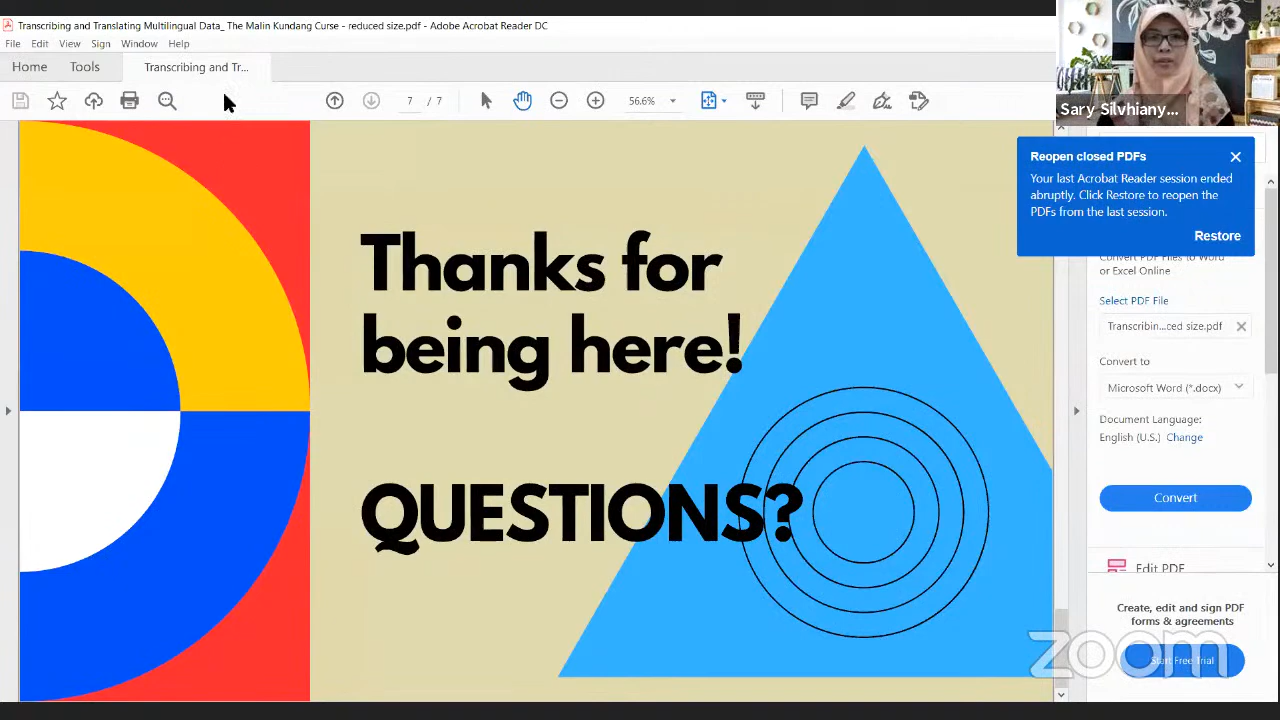 Transcribing and Translating Multilingual Data_ The Malin Kundang Curse - reduced size.pdf - Adobe Acrobat Reader DC
File Edit View Sign Window Help
Home Tools Transcribing and Tr...
7 / 7 56.6%
Sary Silvhiany...
Reopen closed PDFs
Your last Acrobat Reader session ended
abruptly. Click Restore to reopen the
PDFs from the last session.
Restore
Thanks for
being here!
QUESTIONS?
Convert PDF Files to Word
or Excel Online
Select PDF File
Transcribin...ced size.pdf
Convert to
Microsoft Word (*.docx)
Document Language:
English (U.S.) Change
Convert
Edit PDF
Create, edit and sign PDF
forms & agreements
Start Free Trial
zoom